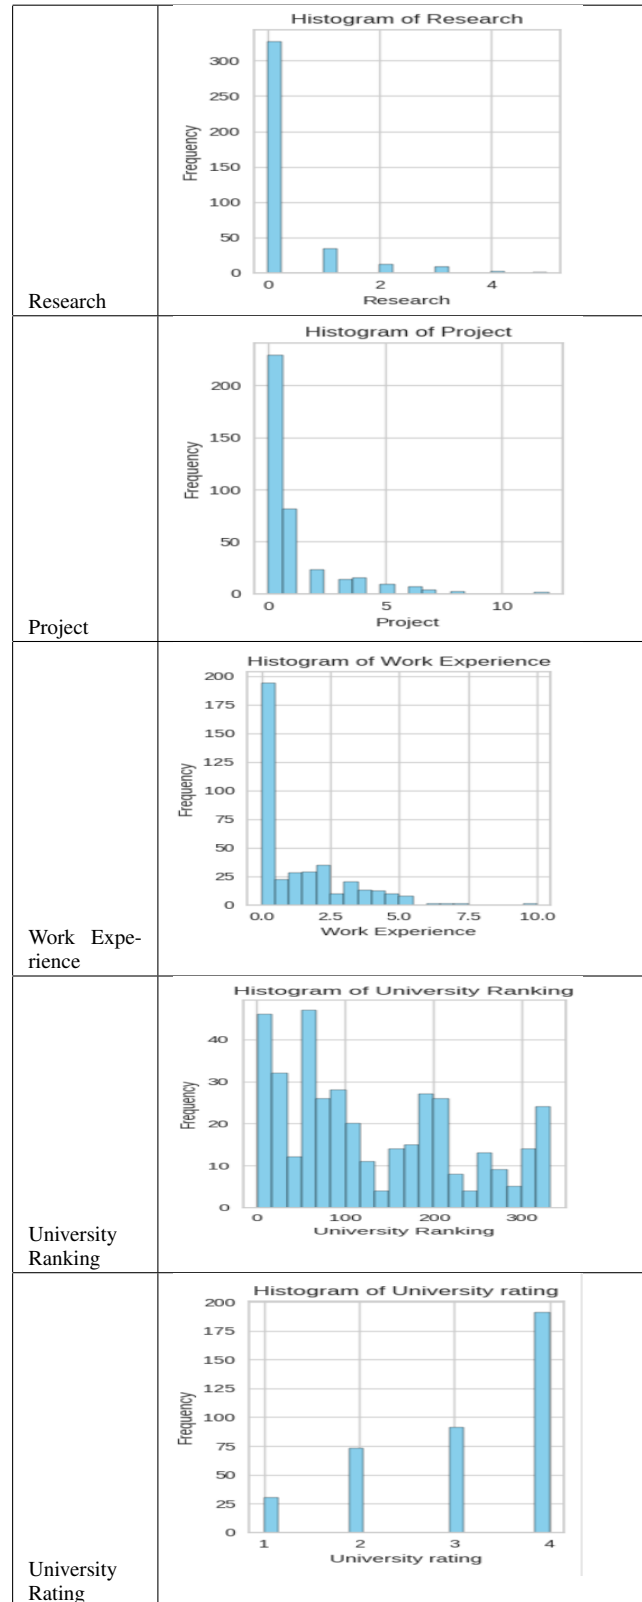 Histogram of Research
300
250
200
150
100
50
0
Frequency
0 2 4
Research
Research
Histogram of Project
200
150
100
50
0
Frequency
0 5 10
Project
Project
Histogram of Work Experience
200
175
150
125
100
75
50
25
0
Frequency
0.0 2.5 5.0 7.5 10.0
Work Experience
Work Expe-
rience
Histogram of University Ranking
40
30
20
10
0
Frequency
0 100 200 300
University Ranking
University
Ranking
Histogram of University rating
200
175
150
125
100
75
50
25
0
Frequency
1 2 3 4
University rating
University
Rating